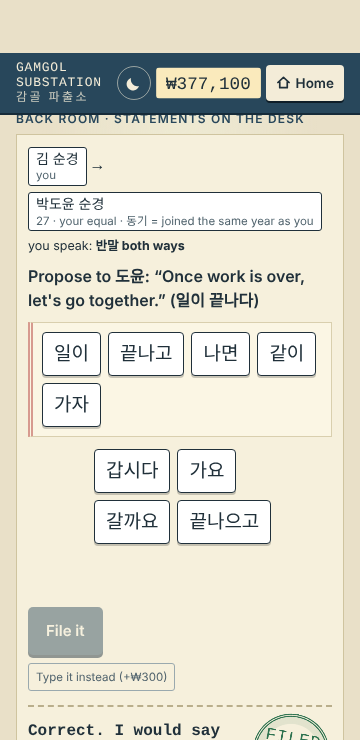 GAMGOL
SUBSTATION
감골 파출소
₩377,100
Home
BACK ROOM · STATEMENTS ON THE DESK
김 순경
you
→
박도윤 순경
27 · your equal · 동기 = joined the same year as you
you speak: 반말 both ways
Propose to 도윤: “Once work is over,
let's go together.” (일이 끝나다)
일이 끝나고 나면 같이
가자
갑시다 가요
갈까요 끝나으고
File it
Type it instead (+₩300)
Correct. I would say
FILED